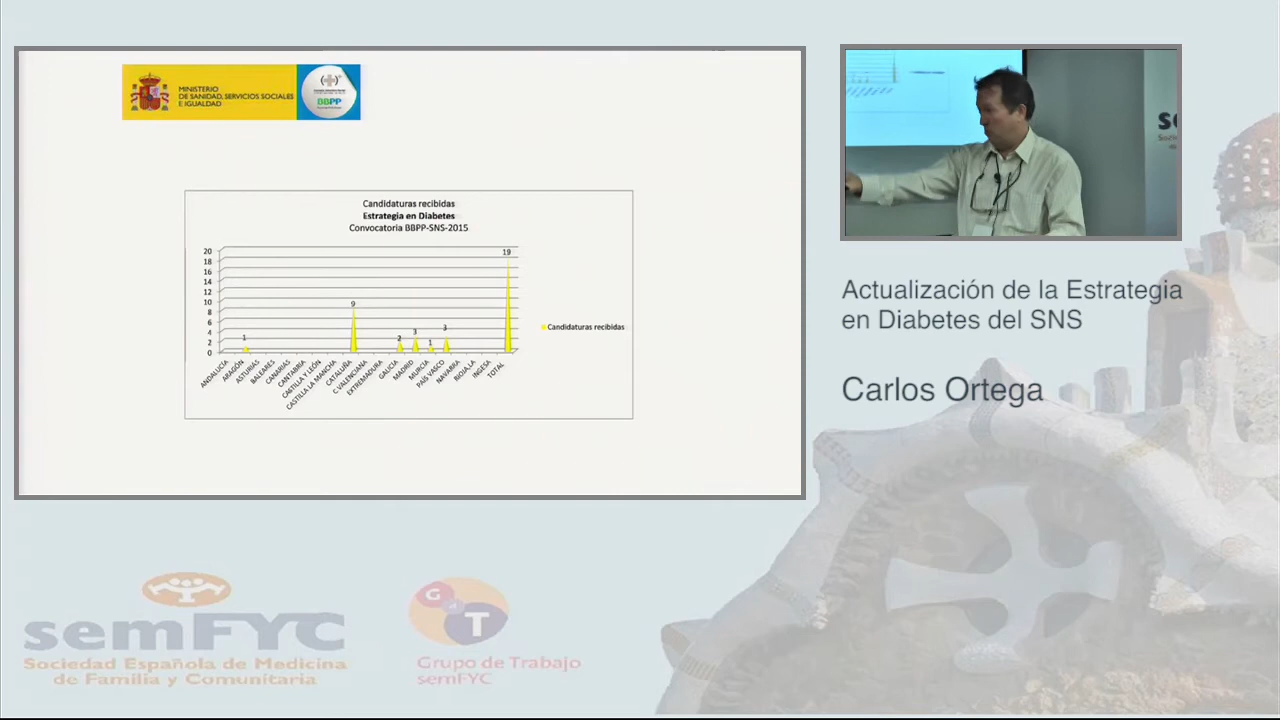 MINISTERIO
DE SANIDAD, SERVICIOS SOCIALES
E IGUALDAD
BBPP
Candidaturas recibidas
Estrategia en Diabetes
Convocatoria BBPP-SNS-2015
20
18
16
14
12
10
8
6
4
2
0
1
9
2
3
1
3
19
ANDALUCÍA
ARAGÓN
ASTURIAS
BALEARES
CANARIAS
CANTABRIA
CASTILLA Y LEÓN
CASTILLA LA MANCHA
CATALUÑA
C VALENCIANA
EXTREMADURA
GALICIA
MADRID
MURCIA
PAÍS VASCO
NAVARRA
RIOJA,LA
INGESA
TOTAL
Candidaturas recibidas
Actualización de la Estrategia
en Diabetes del SNS
Carlos Ortega
semFYC
Sociedad Española de Medicina
de Familia y Comunitaria
G T
Grupo de Trabajo
semFYC